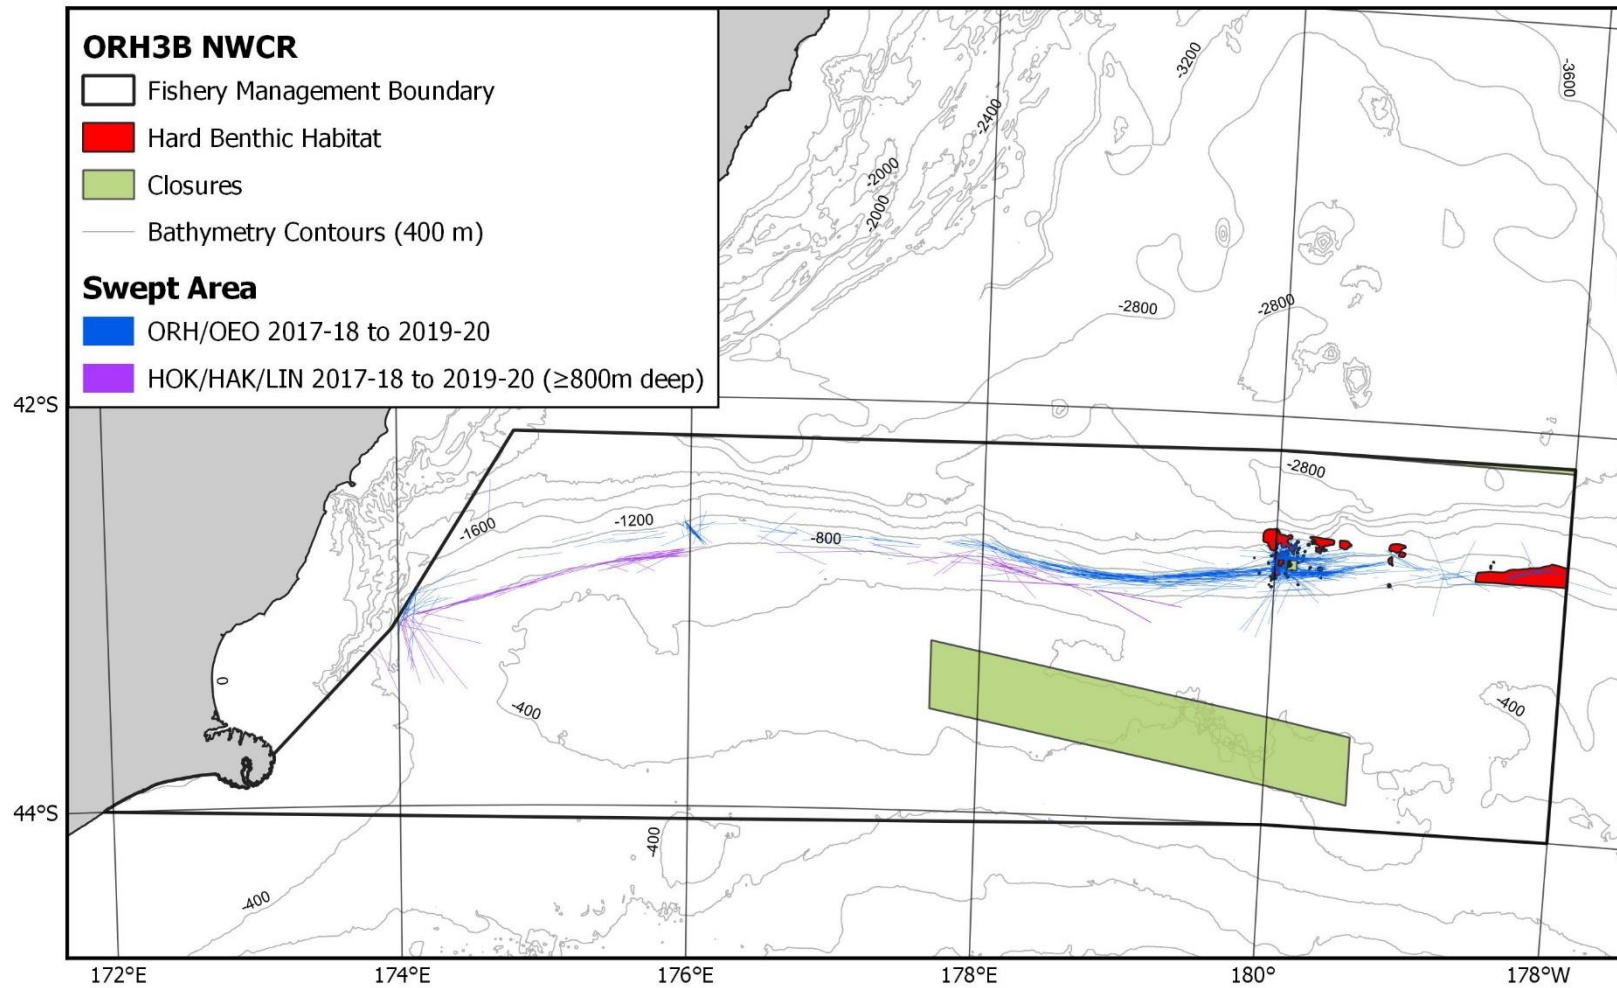 ORH3B NWCR
Fishery Management Boundary
Hard Benthic Habitat
Closures
Bathymetry Contours (400 m)
Swept Area
ORH/OEO 2017-18 to 2019-20
HOK/HAK/LIN 2017-18 to 2019-20 (≥800m deep)
-3200
-3600
-2400
-2000
-2000
-2800
-2800
42°S
-2800
-1600
-1200
-800
0
-400
-400
44°S
-400
-400
172°E
174°E
176°E
178°E
180°
178°W